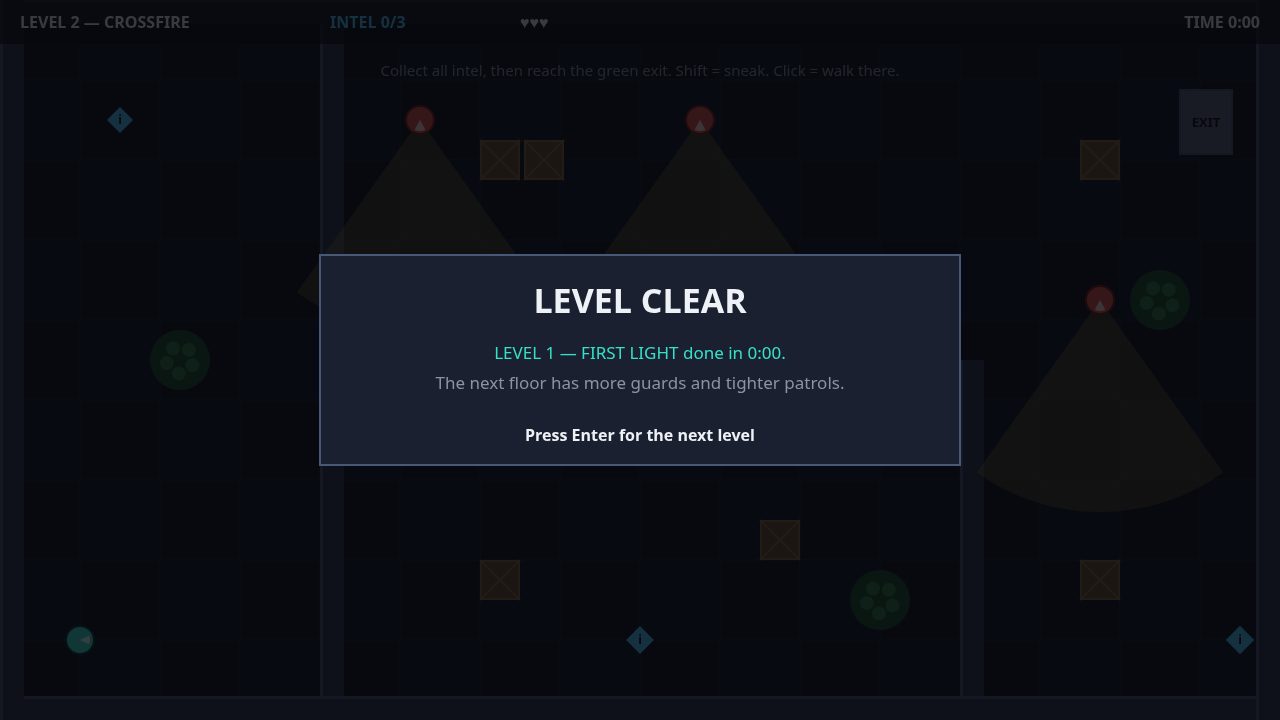 LEVEL 2 — CROSSFIRE INTEL 0/3 ♥♥♥ TIME 0:00
Collect all intel, then reach the green exit. Shift = sneak. Click = walk there.
i
EXIT
LEVEL CLEAR
LEVEL 1 — FIRST LIGHT done in 0:00.
The next floor has more guards and tighter patrols.
Press Enter for the next level
i
i